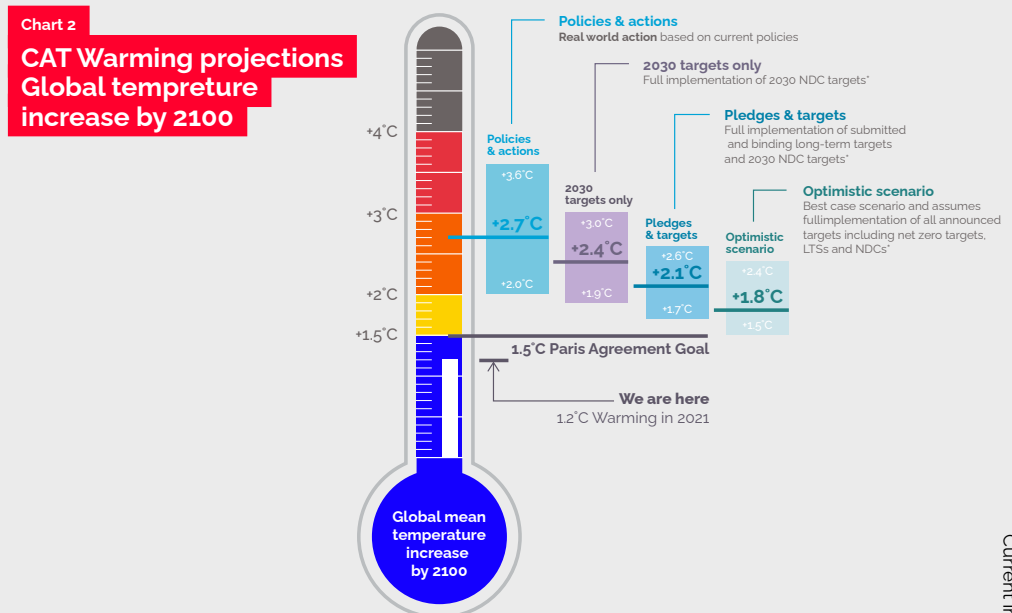 Chart 2
CAT Warming projections
Global tempreture
increase by 2100
Policies & actions
Real world action based on current policies
2030 targets only
Full implementation of 2030 NDC targets*
Pledges & targets
Full implementation of submitted
and binding long-term targets
and 2030 NDC targets*
Optimistic scenario
Best case scenario and assumes
fullimplementation of all announced
targets including net zero targets,
LTSs and NDCs*
+4°C
+3°C
+2°C
+1.5°C
Policies
& actions
+3.6°C
+2.7°C
+2.0°C
2030
targets only
+3.0°C
+2.4°C
+1.9°C
Pledges
& targets
+2.6°C
+2.1°C
+1.7°C
Optimistic
scenario
+2.4°C
+1.8°C
+1.5°C
1.5°C Paris Agreement Goal
We are here
1.2°C Warming in 2021
Global mean
temperature
increase
by 2100
Current